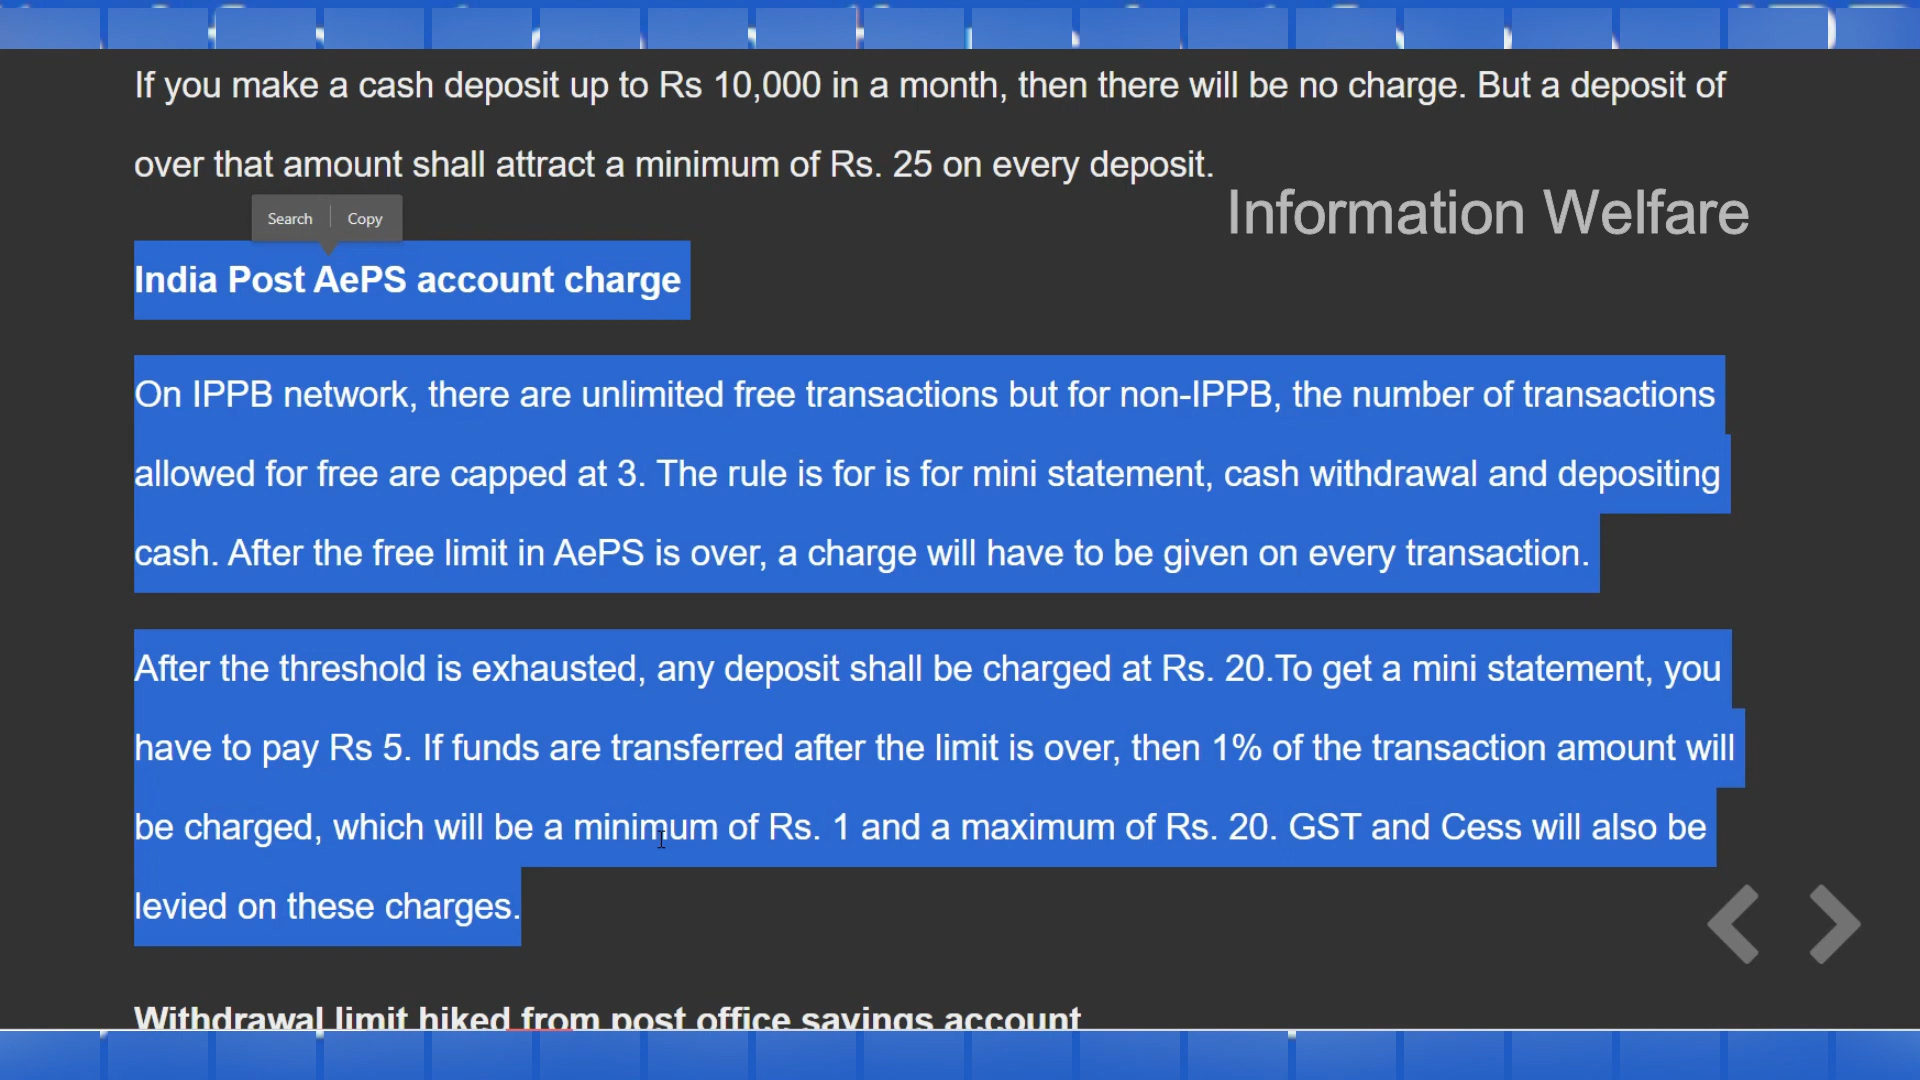 If you make a cash deposit up to Rs 10,000 in a month, then there will be no charge. But a deposit of
over that amount shall attract a minimum of Rs. 25 on every deposit.
Information Welfare
Search Copy
India Post AePS account charge
On IPPB network, there are unlimited free transactions but for non-IPPB, the number of transactions
allowed for free are capped at 3. The rule is for is for mini statement, cash withdrawal and depositing
cash. After the free limit in AePS is over, a charge will have to be given on every transaction.
After the threshold is exhausted, any deposit shall be charged at Rs. 20.To get a mini statement, you
have to pay Rs 5. If funds are transferred after the limit is over, then 1% of the transaction amount will
be charged, which will be a minimum of Rs. 1 and a maximum of Rs. 20. GST and Cess will also be
levied on these charges.
Withdrawal limit hiked from post office savings account